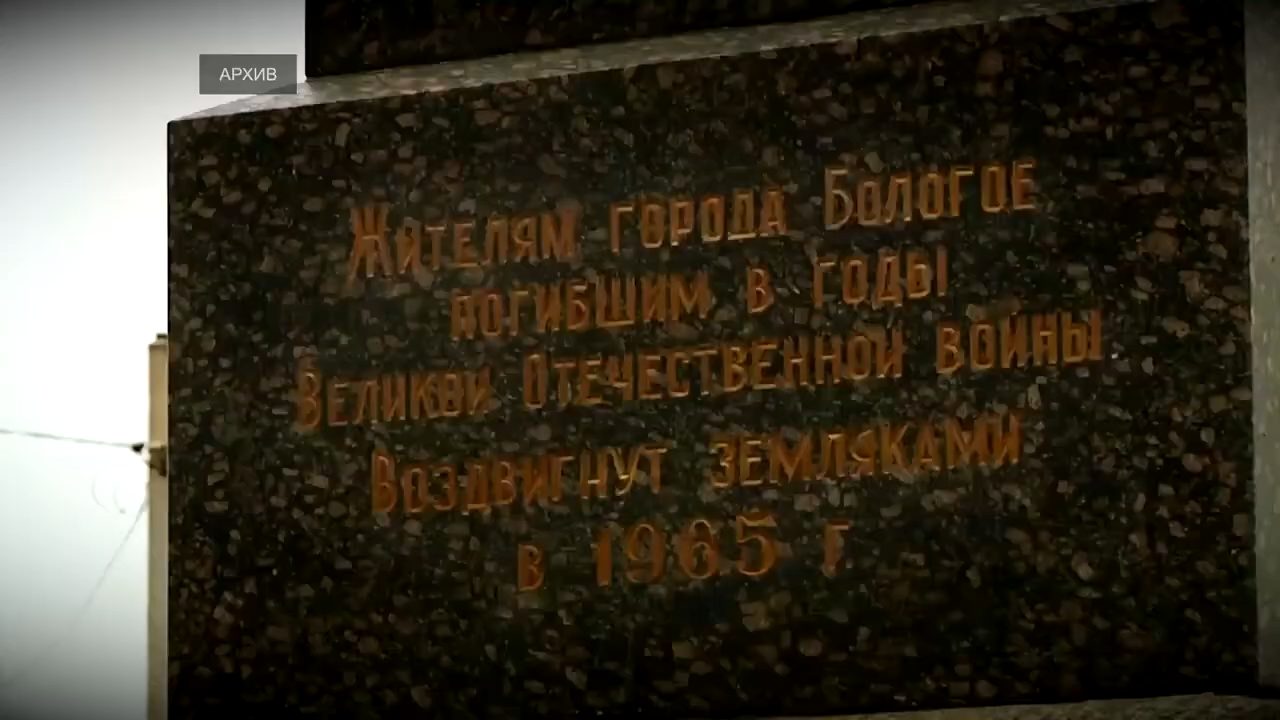 АРХИВ
Жителям города Бологое
погибшим в годы
Великой Отечественной войны
Воздвигнут земляками
в 1965 г